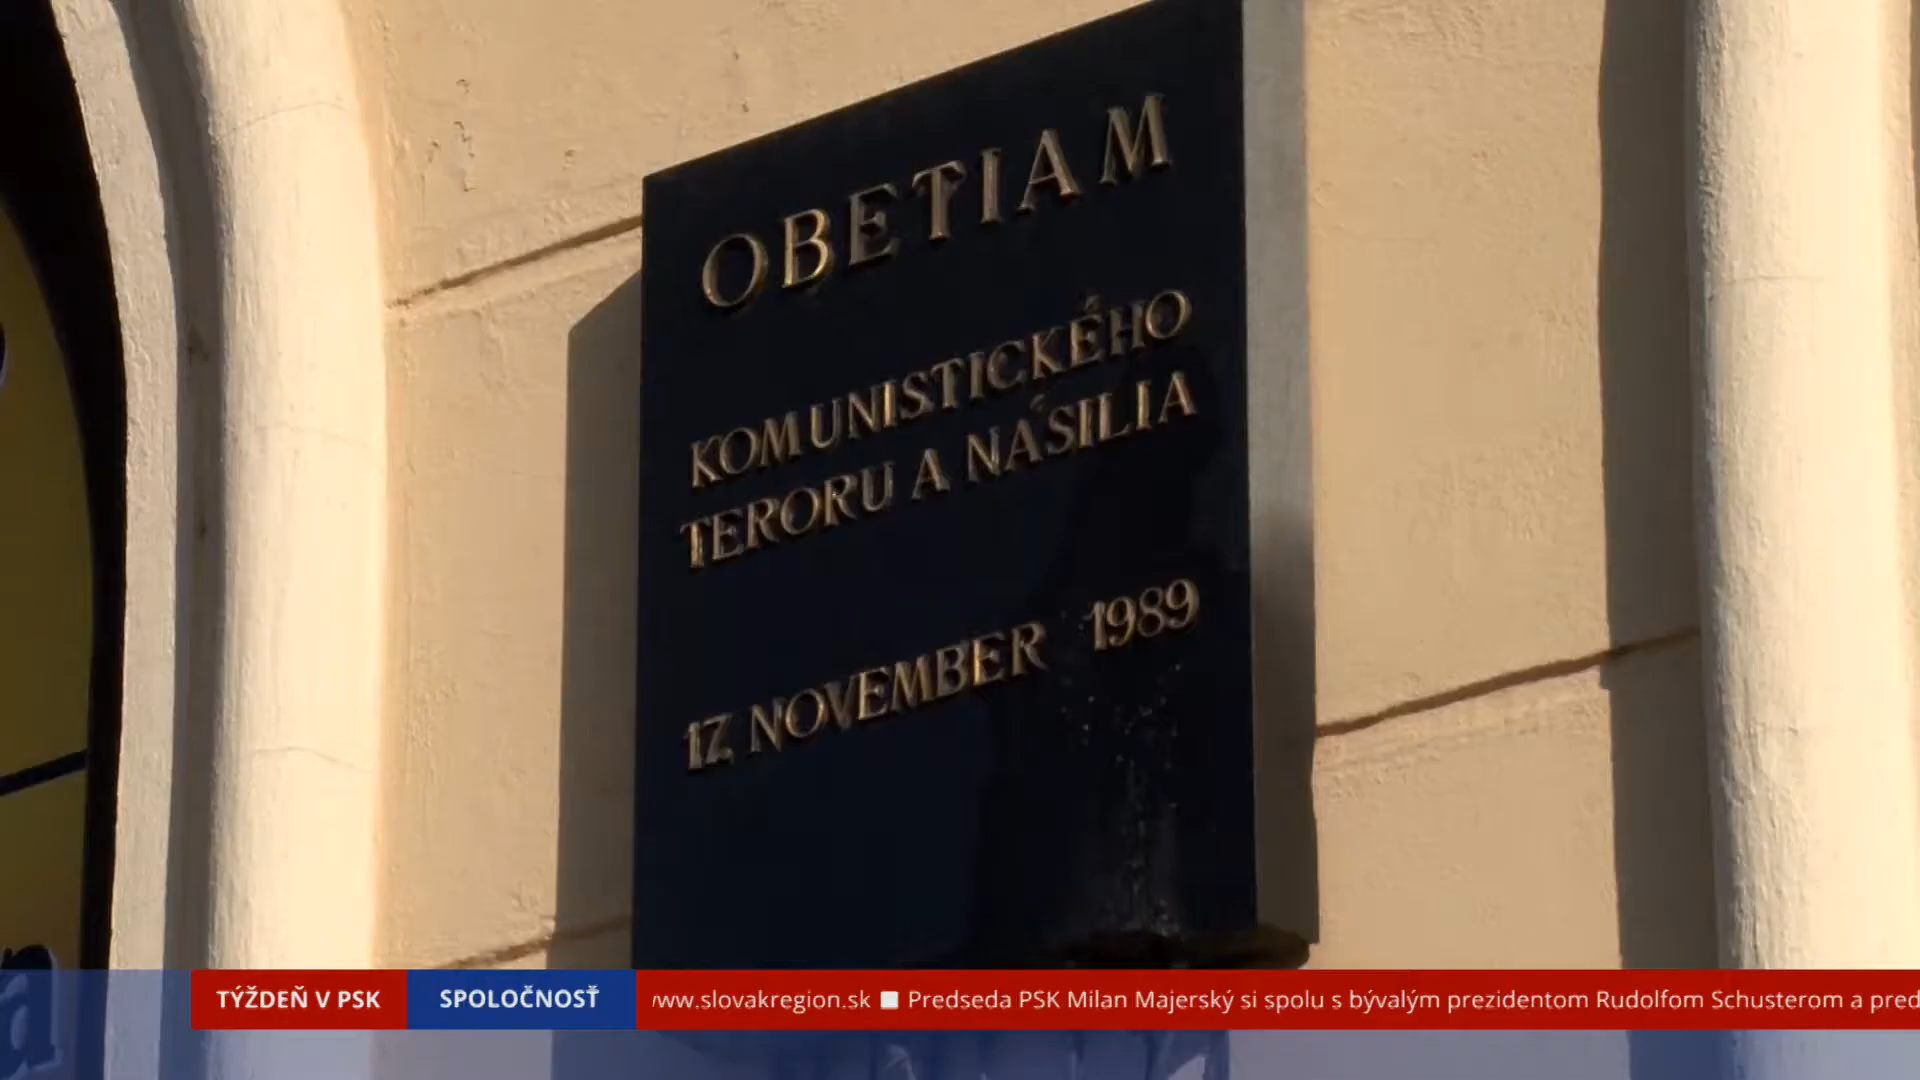 OBETIAM
KOMUNISTICKÉHO
TERORU A NÁSILIA
17. NOVEMBER 1989
TÝŽDEŇ V PSK
SPOLOČNOSŤ
www.slovakregion.sk ■ Predseda PSK Milan Majerský si spolu s bývalým prezidentom Rudolfom Schusterom a pred